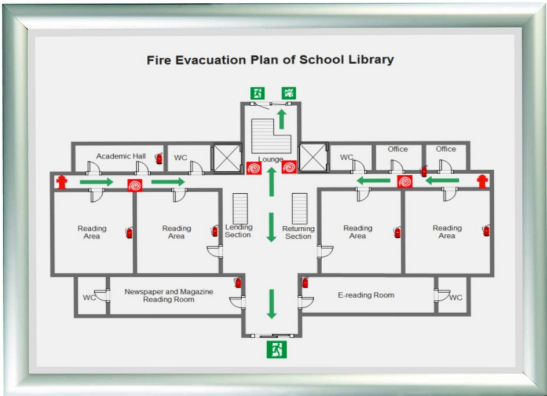 Fire Evacuation Plan of School Library
Academic Hall
WC
Lounge
WC
Office
Office
Reading
Area
Reading
Area
Lending
Section
Returning
Section
Reading
Area
Reading
Area
WC
Newspaper and Magazine
Reading Room
E-reading Room
WC